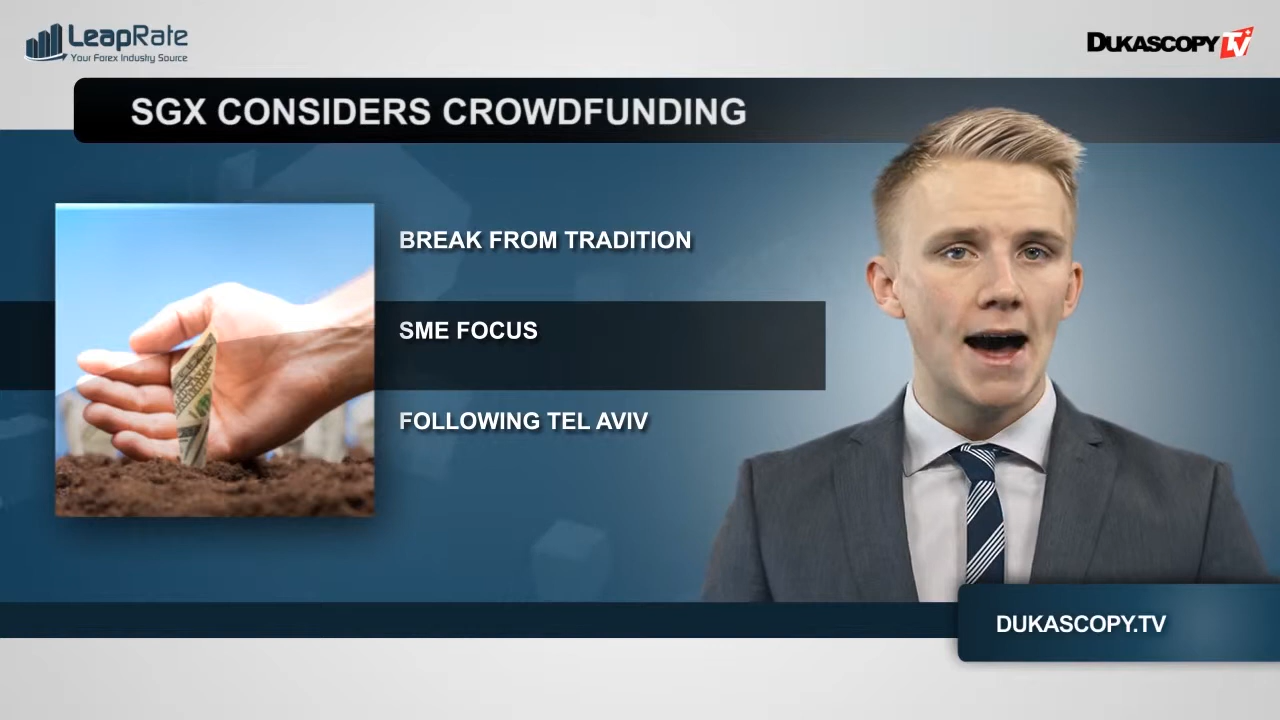 LeapRate
Your Forex Industry Source
DUKASCOPY TV
SGX CONSIDERS CROWDFUNDING
BREAK FROM TRADITION
SME FOCUS
FOLLOWING TEL AVIV
DUKASCOPY.TV